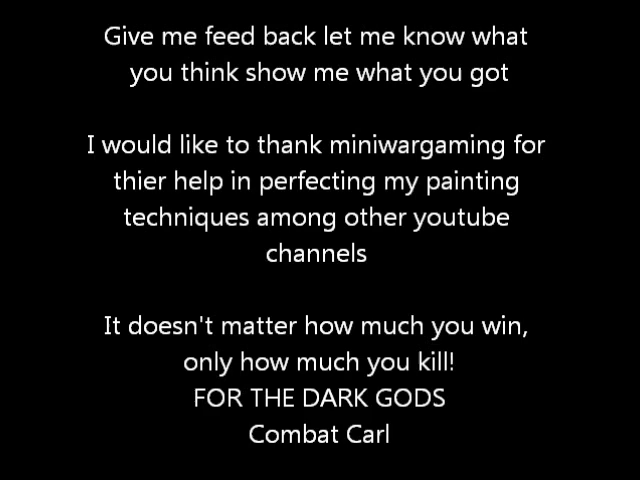 Give me feed back let me know what
you think show me what you got
I would like to thank miniwargaming for
thier help in perfecting my painting
techniques among other youtube
channels
It doesn't matter how much you win,
only how much you kill!
FOR THE DARK GODS
Combat Carl